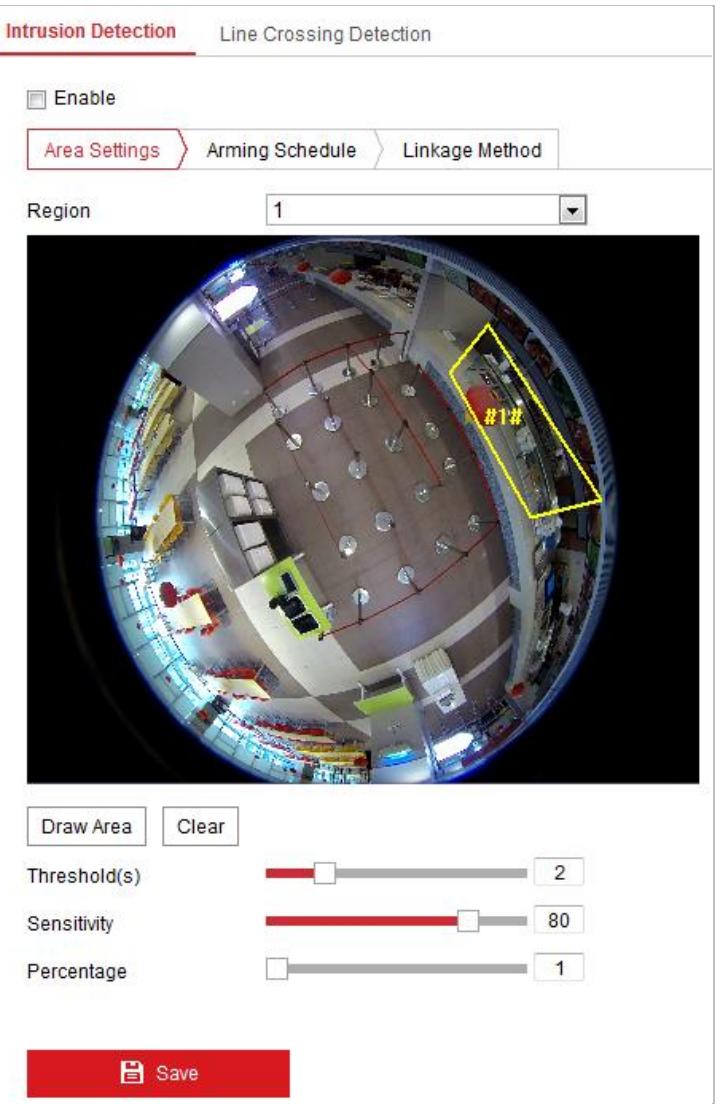 Intrusion Detection Line Crossing Detection
Enable
Area Settings Arming Schedule Linkage Method
Region 1
#1#
Draw Area Clear
Threshold(s) 2
Sensitivity 80
Percentage 1
Save